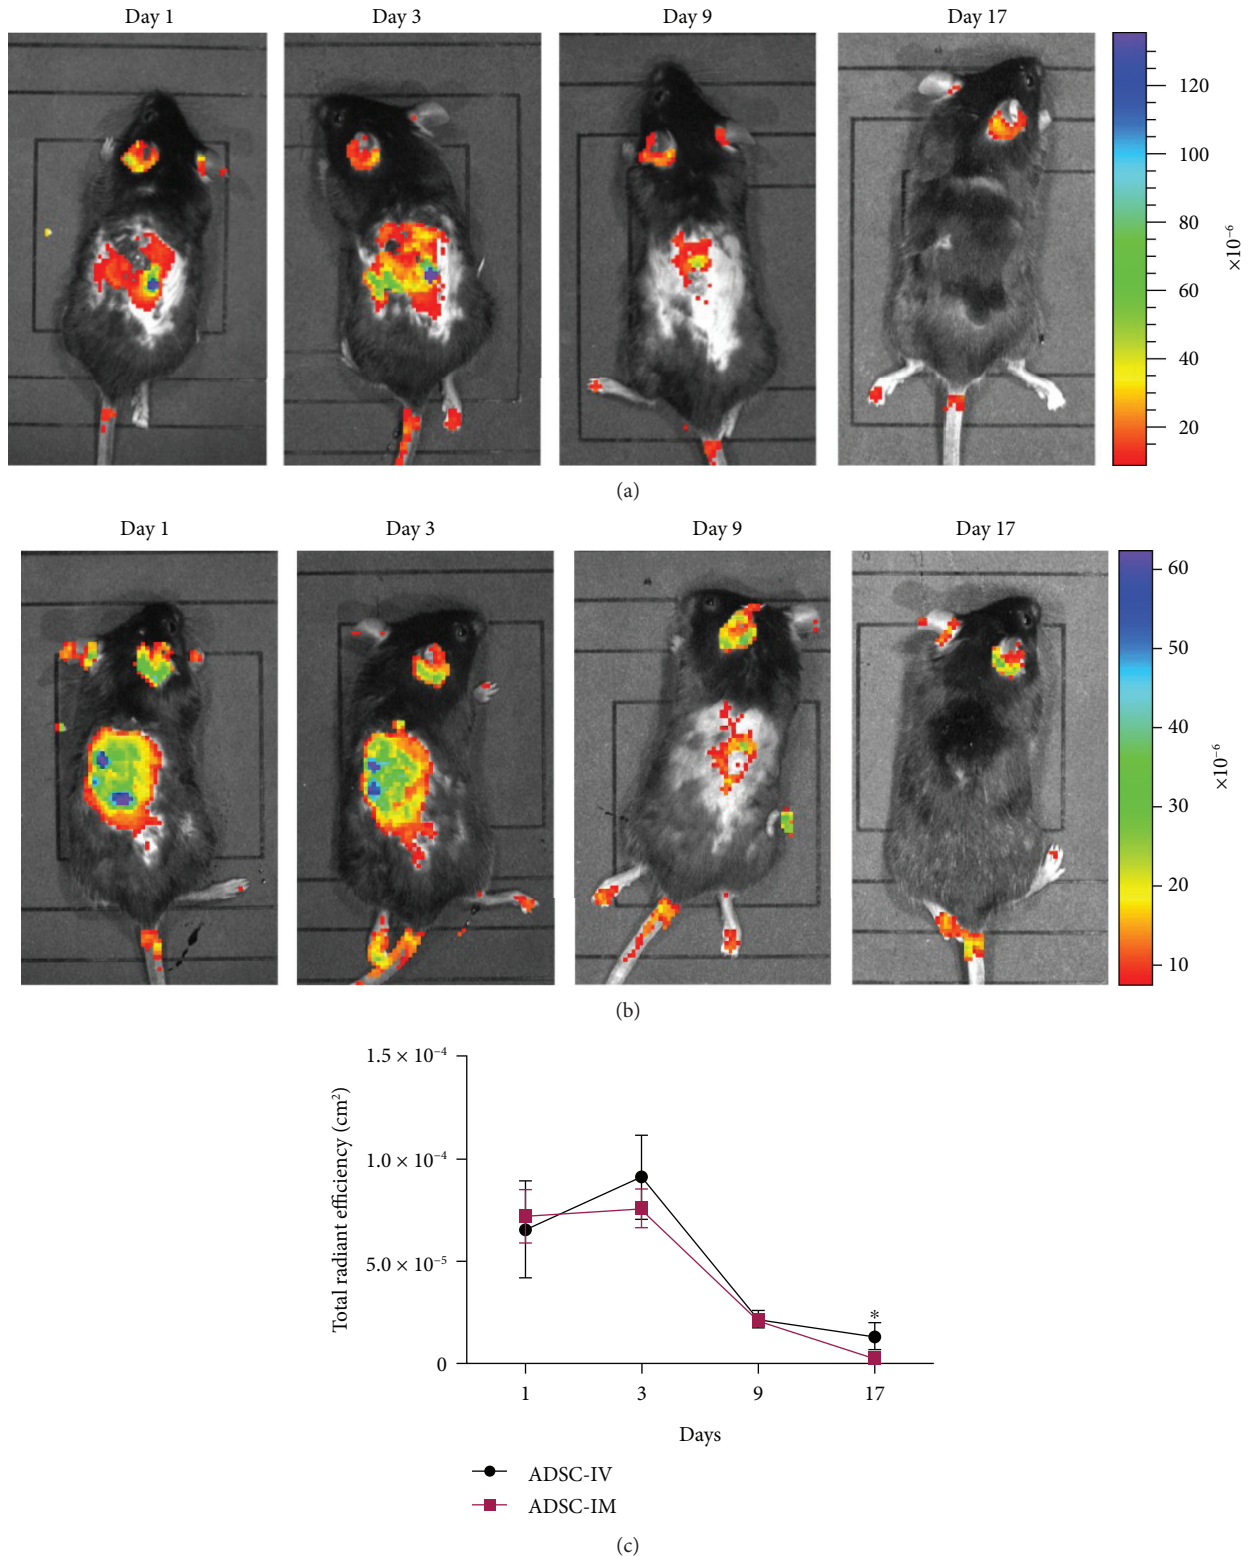 Day 1 Day 3 Day 9 Day 17
120
100
80
60
40
20
×10⁻⁶
(a)
Day 1 Day 3 Day 9 Day 17
60
50
40
30
20
10
×10⁻⁶
(b)
1.5 × 10⁻⁴
1.0 × 10⁻⁴
5.0 × 10⁻⁵
0
Total radiant efficiency (cm²)
*
1 3 9 17
Days
ADSC-IV
ADSC-IM
(c)